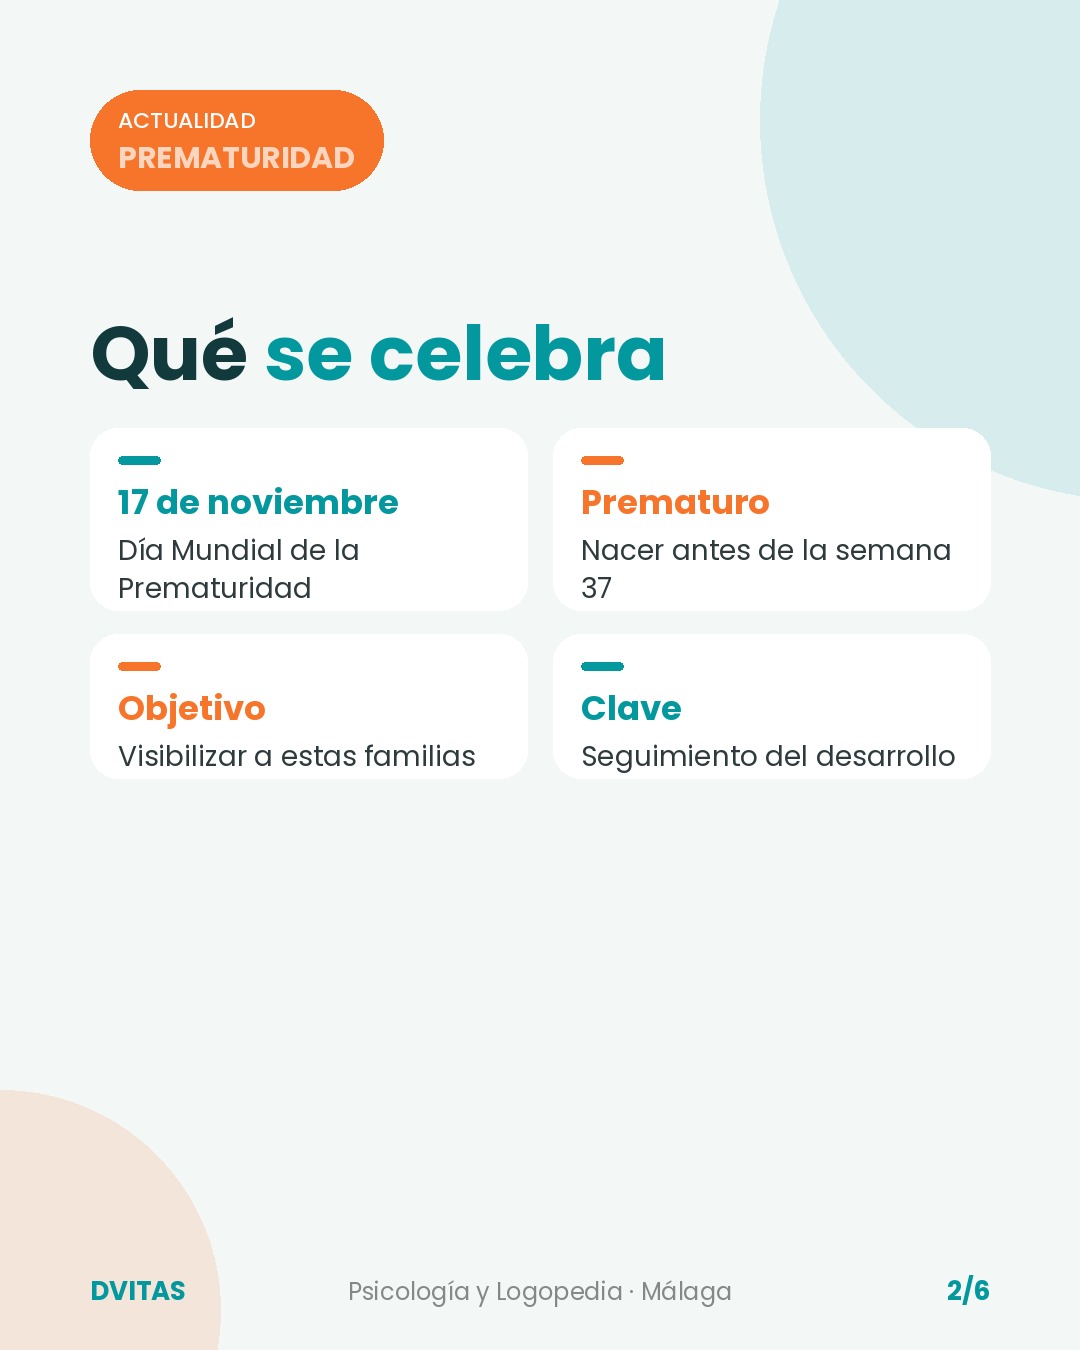 ACTUALIDAD
PREMATURIDAD
Qué se celebra
17 de noviembre
Día Mundial de la
Prematuridad
Prematuro
Nacer antes de la semana
37
Objetivo
Visibilizar a estas familias
Clave
Seguimiento del desarrollo
DVITAS
Psicología y Logopedia · Málaga
2/6